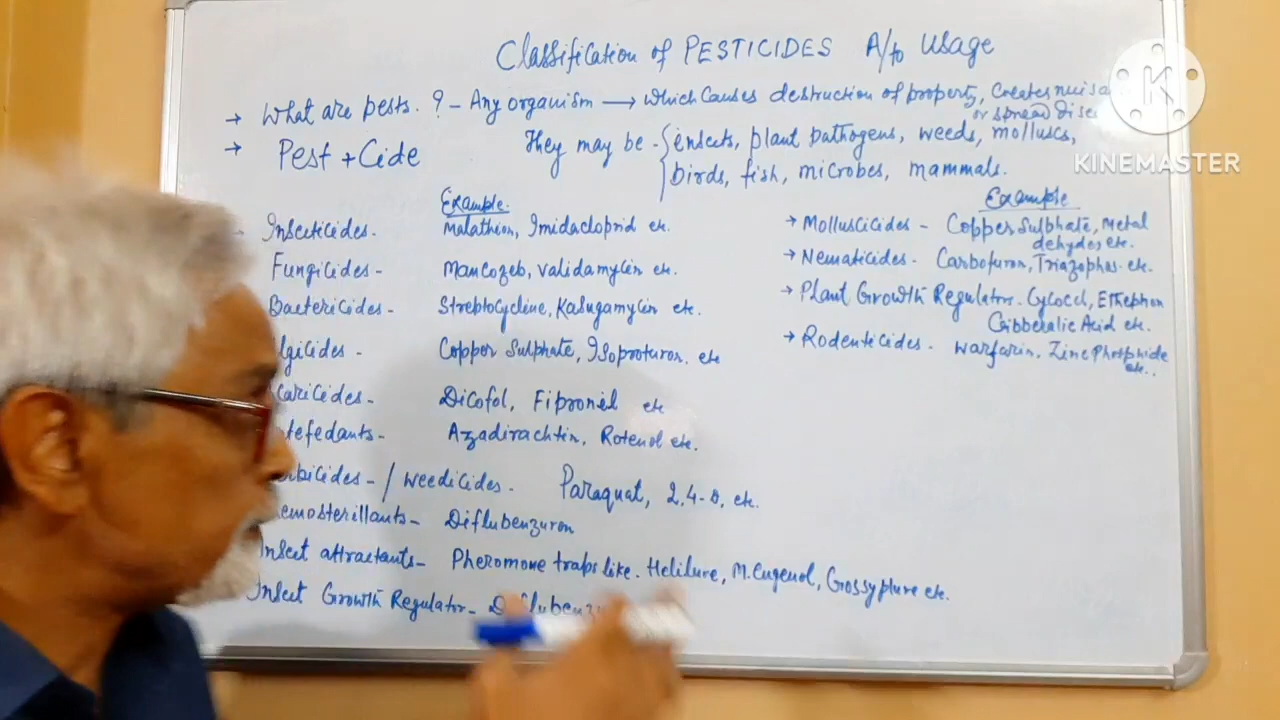 Classification of PESTICIDES A/to Usage
→ What are pests. ? - Any organism → which causes destruction of property, creates
or spread
→ Pest + Cide
They may be - { insects, plant pathogens, weeds, molluscs,
birds, fish, microbes, mammals.
Example.
Insecticides - Malathion, Imidacloprid etc.
Fungicides - Mancozeb, Validamycin etc.
Bactericides - Streptocycline, Kasugamycin etc.
Copper Sulphate, Isoproturon. etc
Dicofol, Fipronil etc
Azadirachtin, Rotenol etc.
/ Weedicides - Paraquat, 2,4-D, etc.
Diflubenzuron
Insect attractants - Pheromone traps like. Helilure, M.Eugenol, Gossyplure etc.
Insect Growth Regulator -
Example
→ Molluscicides - Copper Sulphate, Metal
dehydes etc.
→ Nematicides - Carbofuron, Triazophos etc.
→ Plant Growth Regulator - Cycocel, Ethephon
Gibberalic Acid etc.
→ Rodenticides - Warfarin, Zinc Phosphide
etc.
KINEMASTER